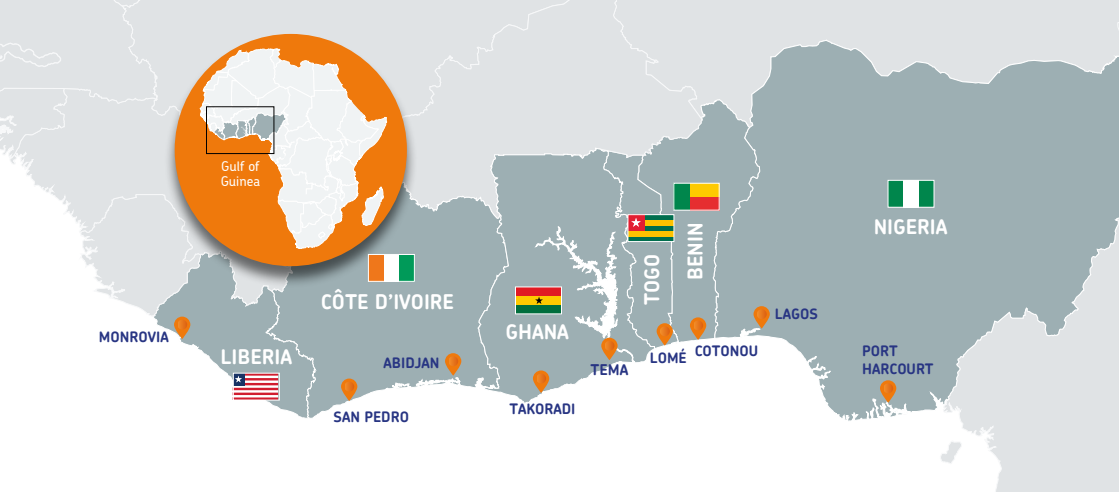 Gulf of
Guinea
NIGERIA
BENIN
TOGO
CÔTE D'IVOIRE
GHANA
LIBERIA
MONROVIA
SAN PEDRO
ABIDJAN
TAKORADI
TEMA
LOMÉ
COTONOU
LAGOS
PORT
HARCOURT